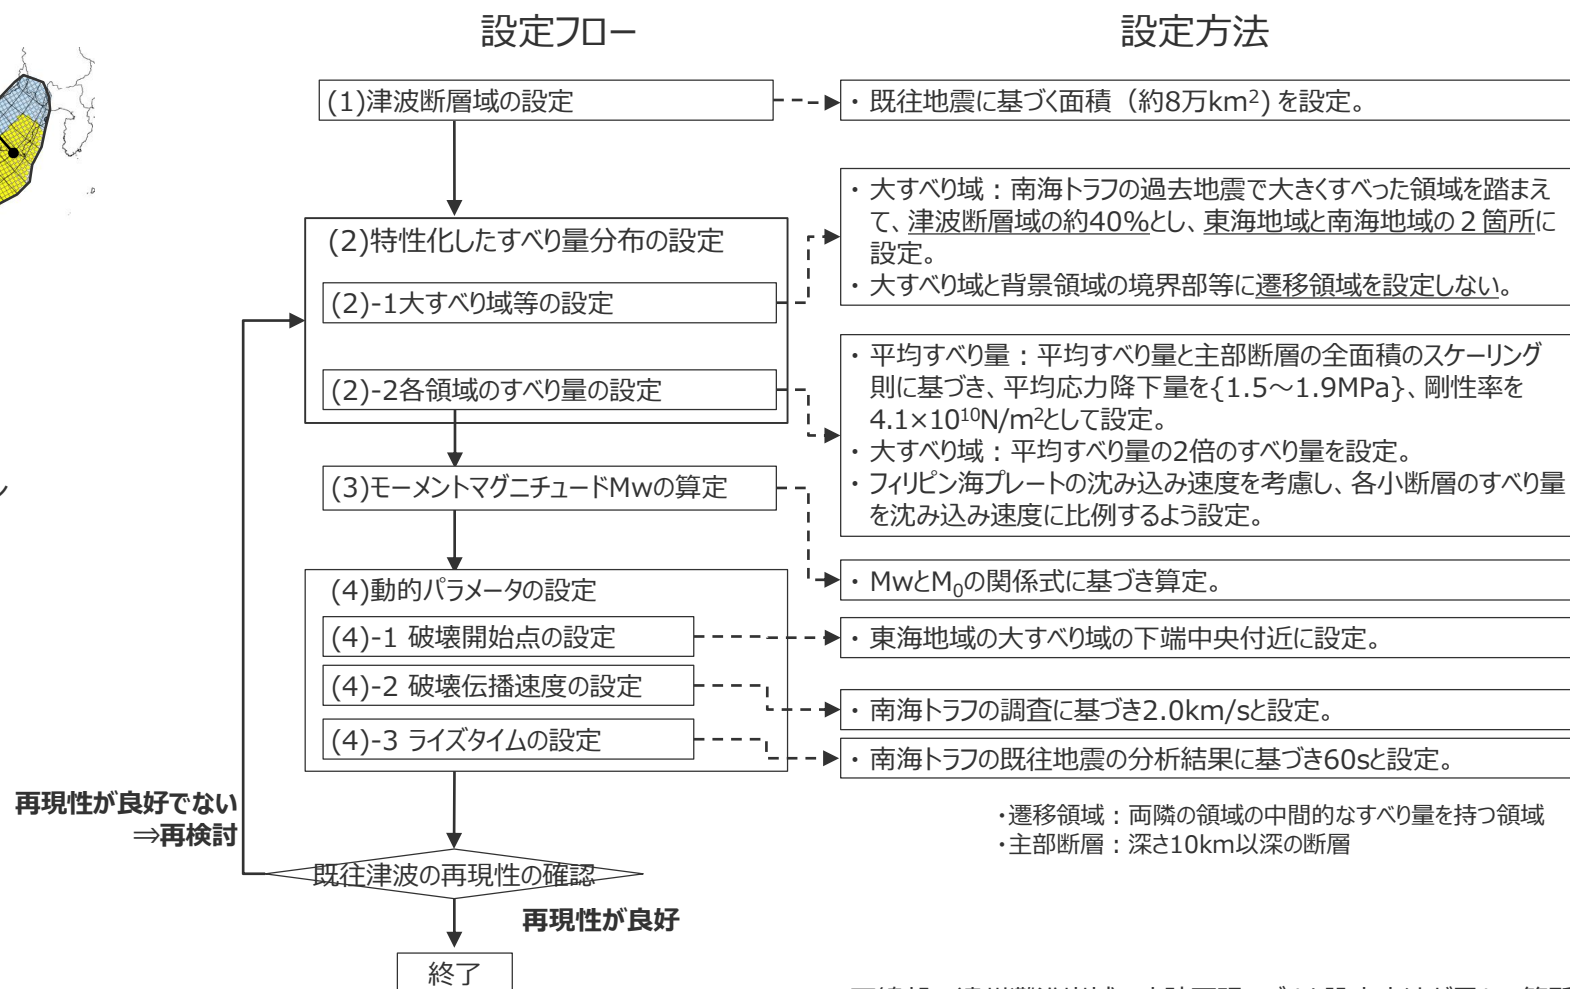 設定フロー
設定方法
(1)津波断層域の設定
・ 既往地震に基づく面積（約8万km²) を設定。
・ 大すべり域：南海トラフの過去地震で大きくすべった領域を踏まえ
て、津波断層域の約40%とし、東海地域と南海地域の２箇所に
設定。
・ 大すべり域と背景領域の境界部等に遷移領域を設定しない。
(2)特性化したすべり量分布の設定
(2)-1大すべり域等の設定
(2)-2各領域のすべり量の設定
・ 平均すべり量：平均すべり量と主部断層の全面積のスケーリング
則に基づき、平均応力降下量を{1.5～1.9MPa}、剛性率を
4.1×10¹⁰N/m²として設定。
・ 大すべり域：平均すべり量の2倍のすべり量を設定。
・ フィリピン海プレートの沈み込み速度を考慮し、各小断層のすべり量
を沈み込み速度に比例するよう設定。
(3)モーメントマグニチュードMwの算定
・ MwとM₀の関係式に基づき算定。
(4)動的パラメータの設定
(4)-1 破壊開始点の設定
・ 東海地域の大すべり域の下端中央付近に設定。
(4)-2 破壊伝播速度の設定
・ 南海トラフの調査に基づき2.0km/sと設定。
(4)-3 ライズタイムの設定
・ 南海トラフの既往地震の分析結果に基づき60sと設定。
再現性が良好でない
⇒再検討
・遷移領域：両隣の領域の中間的なすべり量を持つ領域
・主部断層：深さ10km以深の断層
既往津波の再現性の確認
再現性が良好
終了